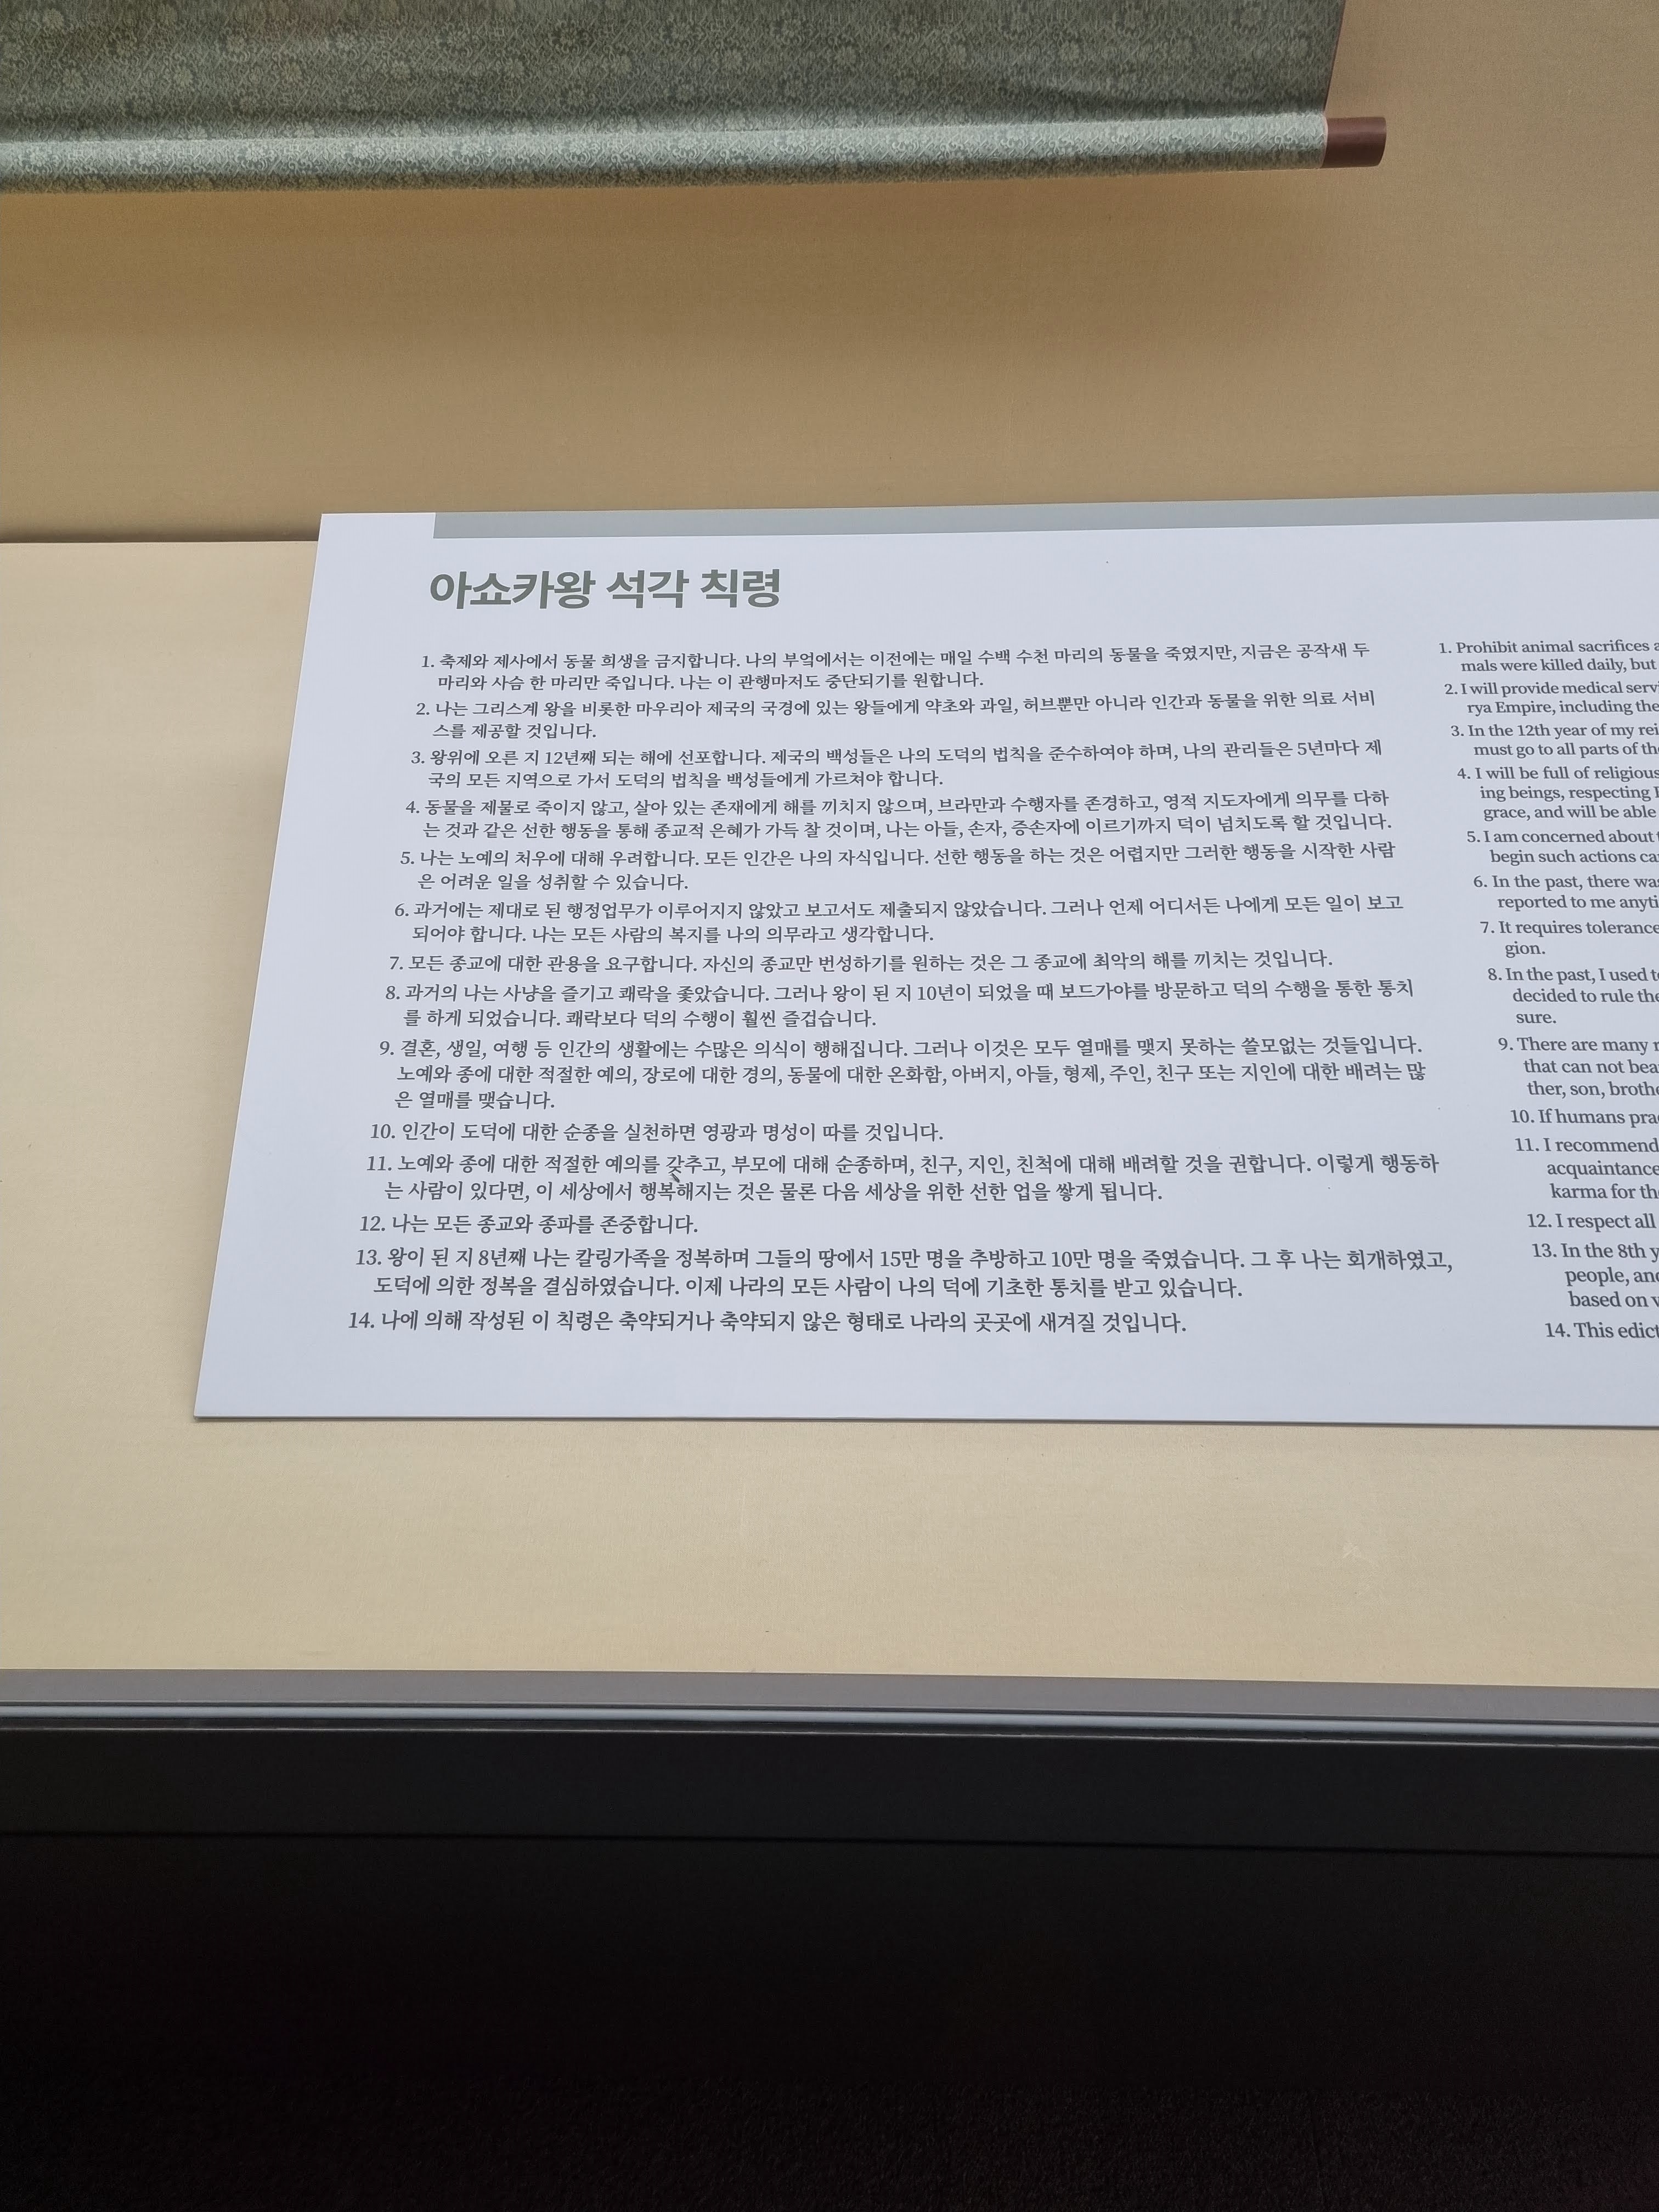 아쇼카왕 석각 칙령
1. 축제와 제사에서 동물 희생을 금지합니다. 나의 부엌에서는 이전에는 매일 수백 수천 마리의 동물을 죽였지만, 지금은 공작새 두
마리와 사슴 한 마리만 죽입니다. 나는 이 관행마저도 중단되기를 원합니다.
2. 나는 그리스계 왕을 비롯한 마우리아 제국의 국경에 있는 왕들에게 약초와 과일, 허브뿐만 아니라 인간과 동물을 위한 의료 서비
스를 제공할 것입니다.
3. 왕위에 오른 지 12년째 되는 해에 선포합니다. 제국의 백성들은 나의 도덕의 법칙을 준수하여야 하며, 나의 관리들은 5년마다 제
국의 모든 지역으로 가서 도덕의 법칙을 백성들에게 가르쳐야 합니다.
4. 동물을 제물로 죽이지 않고, 살아 있는 존재에게 해를 끼치지 않으며, 브라만과 수행자를 존경하고, 영적 지도자에게 의무를 다하
는 것과 같은 선한 행동을 통해 종교적 은혜가 가득 찰 것이며, 나는 아들, 손자, 증손자에 이르기까지 덕이 넘치도록 할 것입니다.
5. 나는 노예의 처우에 대해 우려합니다. 모든 인간은 나의 자식입니다. 선한 행동을 하는 것은 어렵지만 그러한 행동을 시작한 사람
은 어려운 일을 성취할 수 있습니다.
6. 과거에는 제대로 된 행정업무가 이루어지지 않았고 보고서도 제출되지 않았습니다. 그러나 언제 어디서든 나에게 모든 일이 보고
되어야 합니다. 나는 모든 사람의 복지를 나의 의무라고 생각합니다.
7. 모든 종교에 대한 관용을 요구합니다. 자신의 종교만 번성하기를 원하는 것은 그 종교에 최악의 해를 끼치는 것입니다.
8. 과거의 나는 사냥을 즐기고 쾌락을 좇았습니다. 그러나 왕이 된 지 10년이 되었을 때 보드가야를 방문하고 덕의 수행을 통한 통치
를 하게 되었습니다. 쾌락보다 덕의 수행이 훨씬 즐겁습니다.
9. 결혼, 생일, 여행 등 인간의 생활에는 수많은 의식이 행해집니다. 그러나 이것은 모두 열매를 맺지 못하는 쓸모없는 것들입니다.
노예와 종에 대한 적절한 예의, 장로에 대한 경의, 동물에 대한 온화함, 아버지, 아들, 형제, 주인, 친구 또는 지인에 대한 배려는 많
은 열매를 맺습니다.
10. 인간이 도덕에 대한 순종을 실천하면 영광과 명성이 따를 것입니다.
11. 노예와 종에 대한 적절한 예의를 갖추고, 부모에 대해 순종하며, 친구, 지인, 친척에 대해 배려할 것을 권합니다. 이렇게 행동하
는 사람이 있다면, 이 세상에서 행복해지는 것은 물론 다음 세상을 위한 선한 업을 쌓게 됩니다.
12. 나는 모든 종교와 종파를 존중합니다.
13. 왕이 된 지 8년째 나는 칼링가족을 정복하며 그들의 땅에서 15만 명을 추방하고 10만 명을 죽였습니다. 그 후 나는 회개하였고,
도덕에 의한 정복을 결심하였습니다. 이제 나라의 모든 사람이 나의 덕에 기초한 통치를 받고 있습니다.
14. 나에 의해 작성된 이 칙령은 축약되거나 축약되지 않은 형태로 나라의 곳곳에 새겨질 것입니다.
1. Prohibit animal sacrifices
mals were killed daily, but
2. I will provide medical
rya Empire, including the
3. In the 12th year of my
must go to all parts of
4. I will be full of religious
ing beings, respecting
grace, and will be able
5. I am concerned about
begin such actions
6. In the past, there
reported to me
7. It requires tolerance
gion.
8. In the past, I used
decided to rule the
sure.
9. There are many
that can not
ther, son,
10. If humans
11. I recommend
acquaintance
karma for
12. I respect all
13. In the 8th
people,
based on
14. This